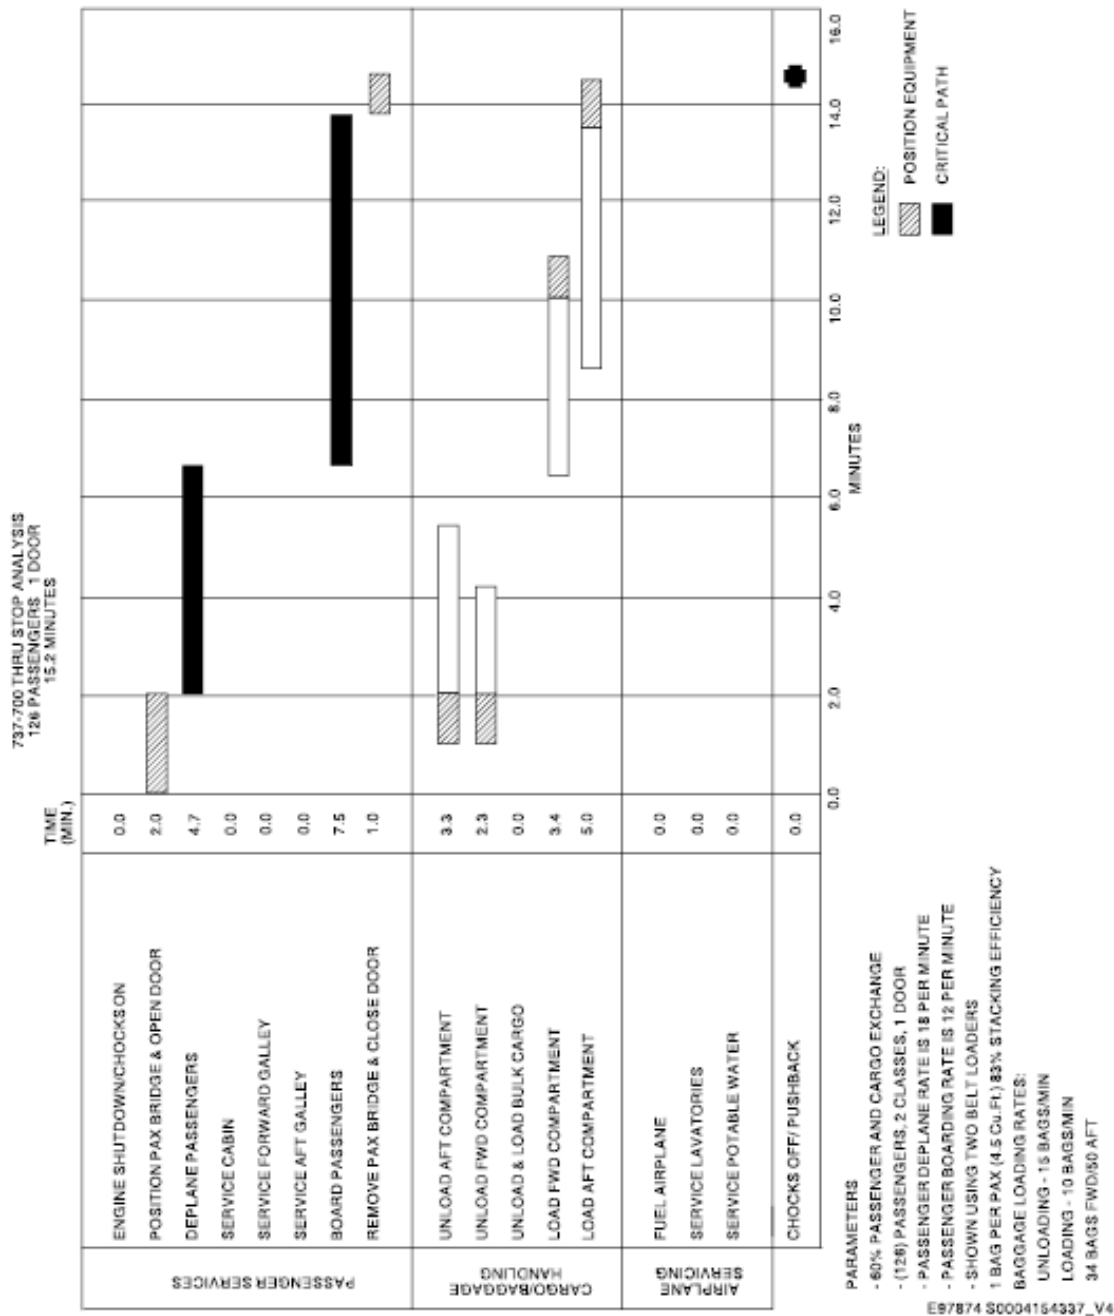 737-700 THRU STOP ANALYSIS
126 PASSENGERS 1 DOOR
15.2 MINUTES
TIME
(MIN.)
PASSENGER SERVICES
ENGINE SHUTDOWN/CHOCKS ON 0.0
POSITION PAX BRIDGE & OPEN DOOR 2.0
DEPLANE PASSENGERS 4.7
SERVICE CABIN 0.0
SERVICE FORWARD GALLEY 0.0
SERVICE AFT GALLEY 0.0
BOARD PASSENGERS 7.5
REMOVE PAX BRIDGE & CLOSE DOOR 1.0
CARGO/BAGGAGE
HANDLING
UNLOAD AFT COMPARTMENT 3.3
UNLOAD FWD COMPARTMENT 2.3
UNLOAD & LOAD BULK CARGO 0.0
LOAD FWD COMPARTMENT 3.4
LOAD AFT COMPARTMENT 5.0
AIRPLANE
SERVICING
FUEL AIRPLANE 0.0
SERVICE LAVATORIES 0.0
SERVICE POTABLE WATER 0.0
CHOCKS OFF/ PUSHBACK 0.0
0.0 2.0 4.0 6.0 8.0 10.0 12.0 14.0 16.0
MINUTES
LEGEND:
POSITION EQUIPMENT
CRITICAL PATH
PARAMETERS
- 60% PASSENGER AND CARGO EXCHANGE
- (126) PASSENGERS, 2 CLASSES, 1 DOOR
- PASSENGER DEPLANE RATE IS 18 PER MINUTE
- PASSENGER BOARDING RATE IS 12 PER MINUTE
- SHOWN USING TWO BELT LOADERS
1 BAG PER PAX (4.5 Cu.Ft.) 83% STACKING EFFICIENCY
BAGGAGE LOADING RATES:
UNLOADING - 15 BAGS/MIN
LOADING - 10 BAGS/MIN
34 BAGS FWD/50 AFT
E97874 S0004154337_V4